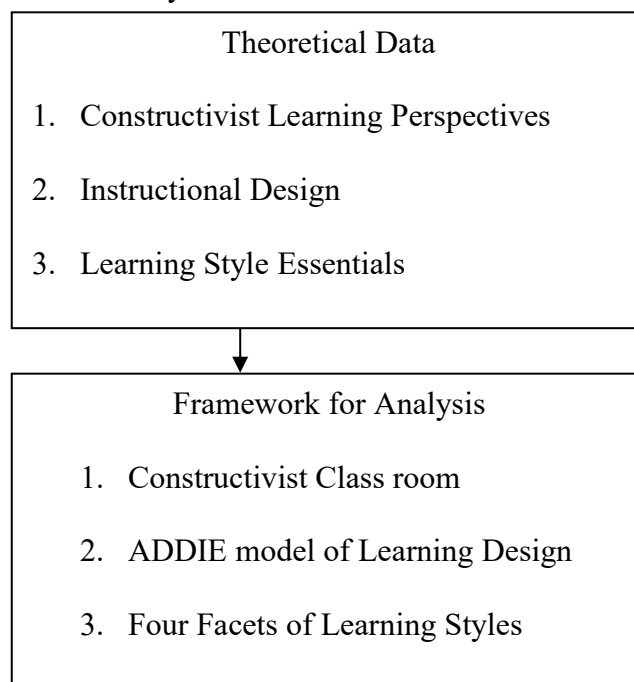 Theoretical Data
1. Constructivist Learning Perspectives
2. Instructional Design
3. Learning Style Essentials
Framework for Analysis
1. Constructivist Class room
2. ADDIE model of Learning Design
3. Four Facets of Learning Styles